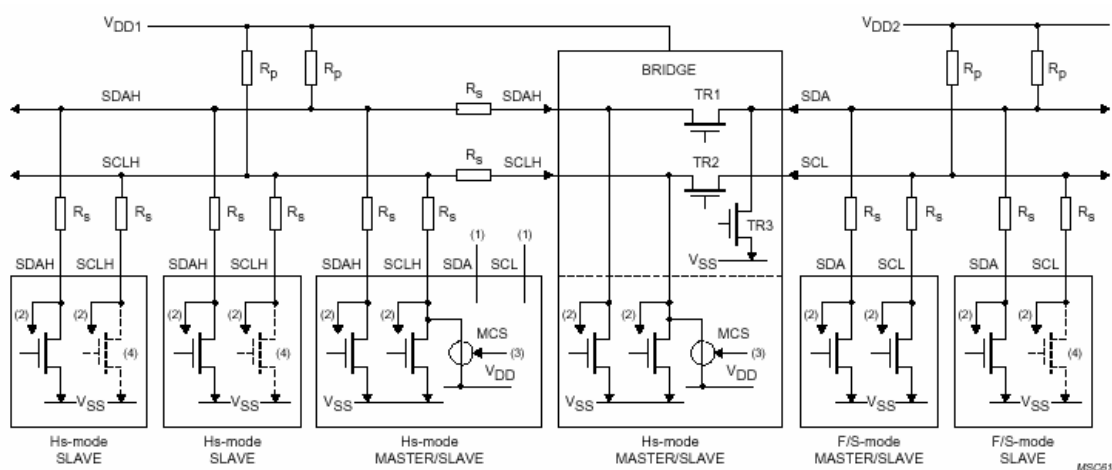 VDD1
VDD2
Rp Rp
BRIDGE
Rp Rp
SDAH
Rs
SDAH
TR1
SDA
SCLH
Rs
SCLH
TR2
SCL
Rs Rs Rs Rs Rs Rs
TR3
Rs Rs Rs Rs
(1) (1)
VSS
SDAH SCLH
SDAH SCLH
SDAH SCLH SDA SCL
SDA SCL
SDA SCL
(2) (2) (4)
VSS
(2) (2) (4)
VSS
(2) (2) MCS (3)
VDD
VSS
(2) (2) MCS (3)
VDD
VSS
(2) (2)
VSS
(2) (2) (4)
VSS
Hs-mode
SLAVE
Hs-mode
SLAVE
Hs-mode
MASTER/SLAVE
Hs-mode
MASTER/SLAVE
F/S-mode
MASTER/SLAVE
F/S-mode
SLAVE